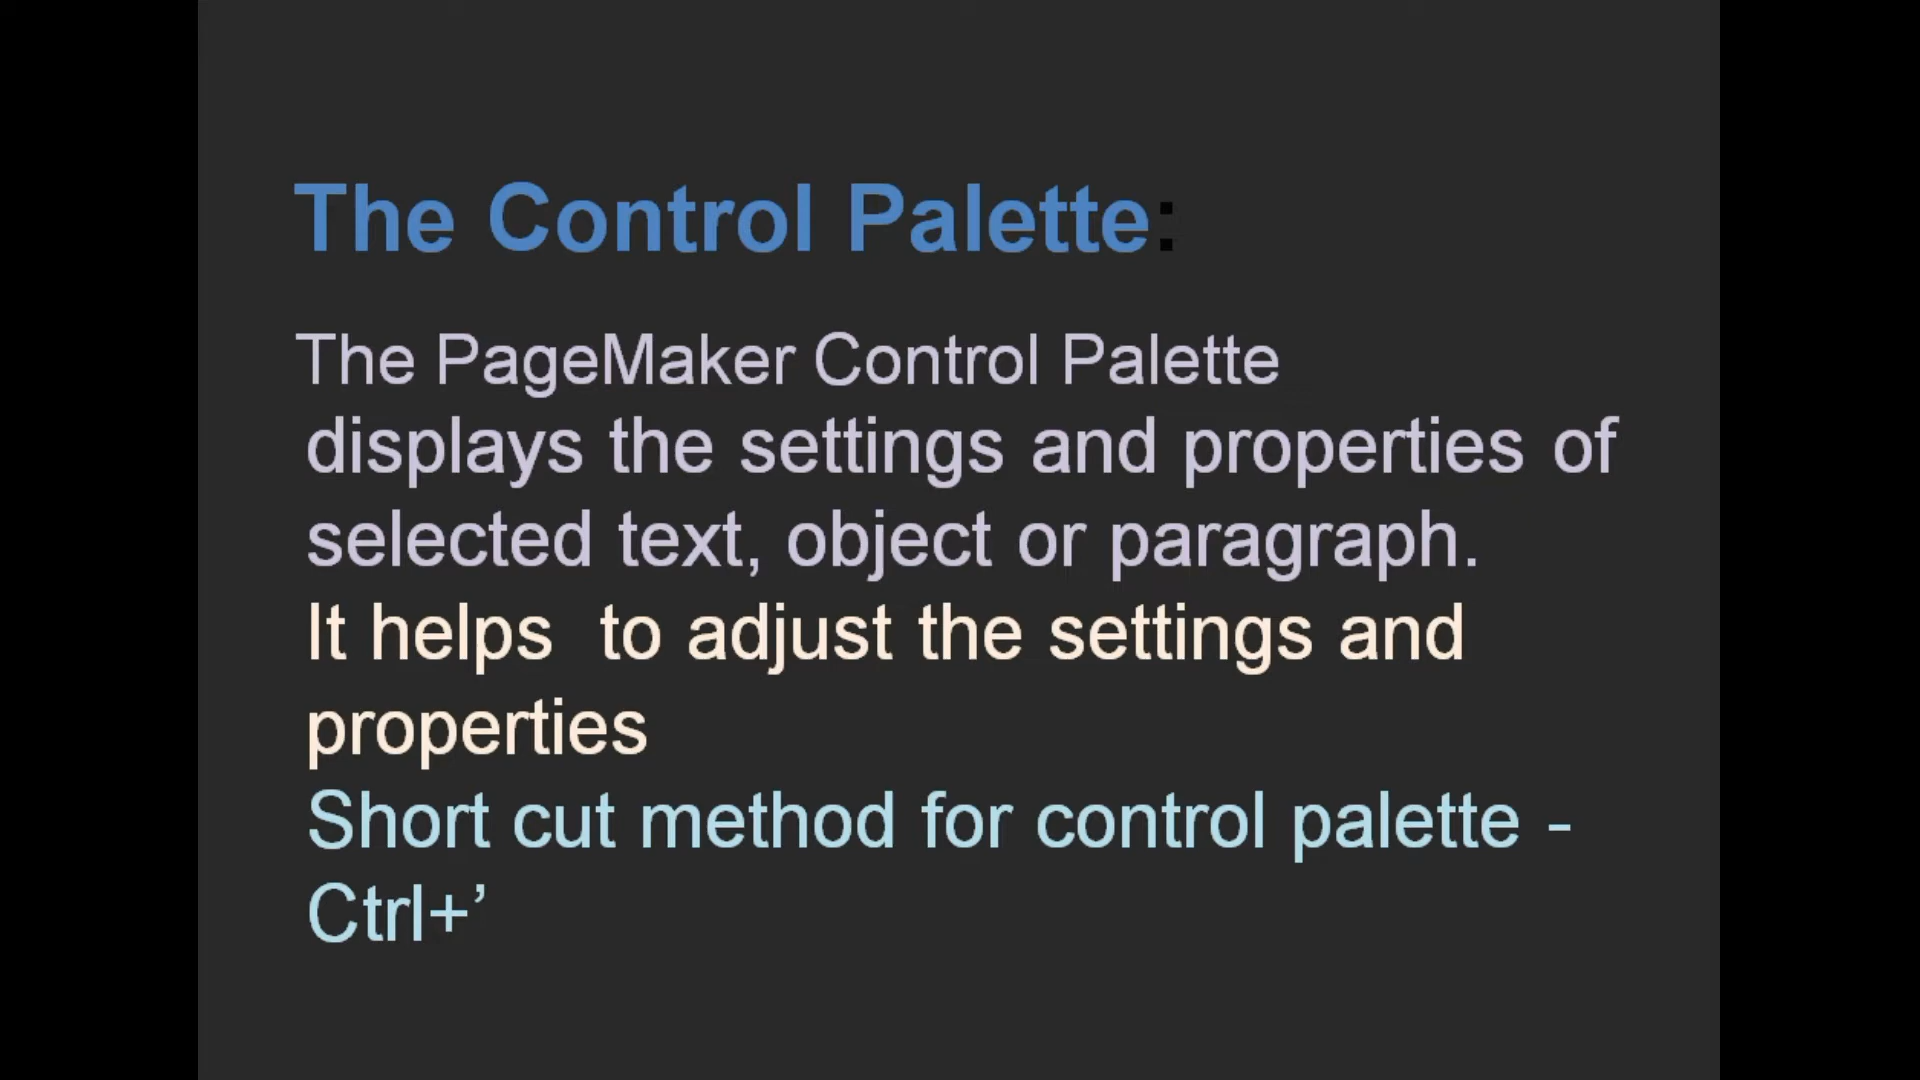 The Control Palette:
The PageMaker Control Palette
displays the settings and properties of
selected text, object or paragraph.
It helps  to adjust the settings and
properties
Short cut method for control palette -
Ctrl+’